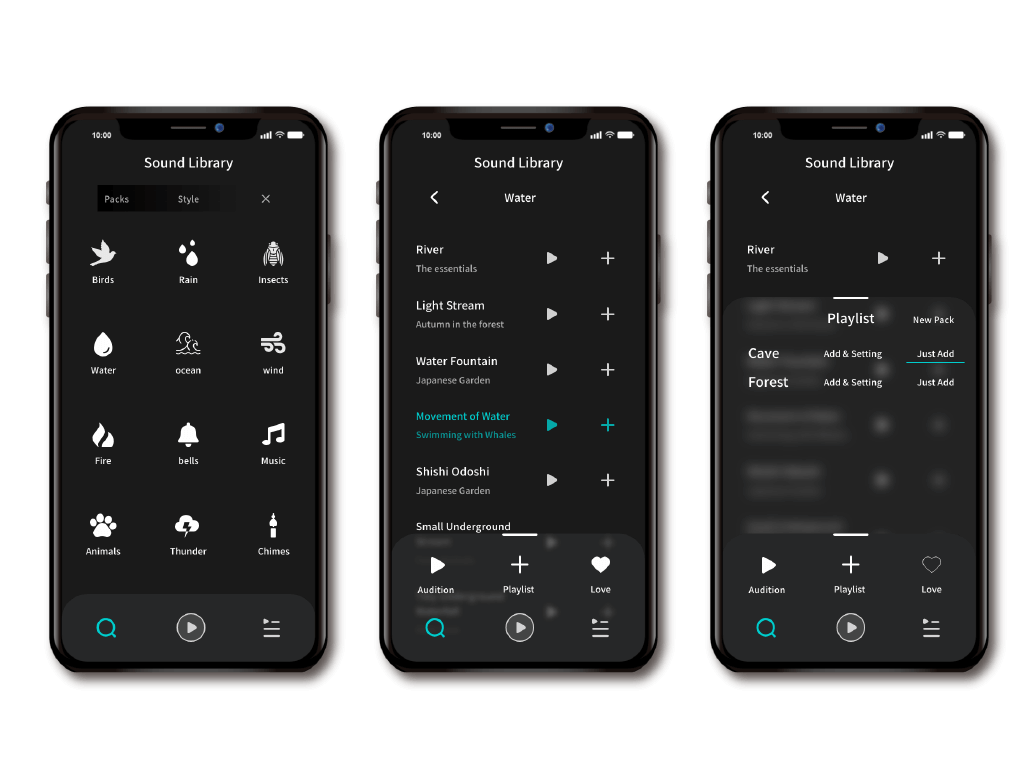 10:00
Sound Library
Packs Style
Birds Rain Insects
Water ocean wind
Fire bells Music
Animals Thunder Chimes
10:00
Sound Library
Water
River
The essentials
Light Stream
Autumn in the forest
Water Fountain
Japanese Garden
Movement of Water
Swimming with Whales
Shishi Odoshi
Japanese Garden
Small Underground
Audition Playlist Love
10:00
Sound Library
Water
River
The essentials
Playlist New Pack
Cave Add & Setting Just Add
Forest Add & Setting Just Add
Audition Playlist Love